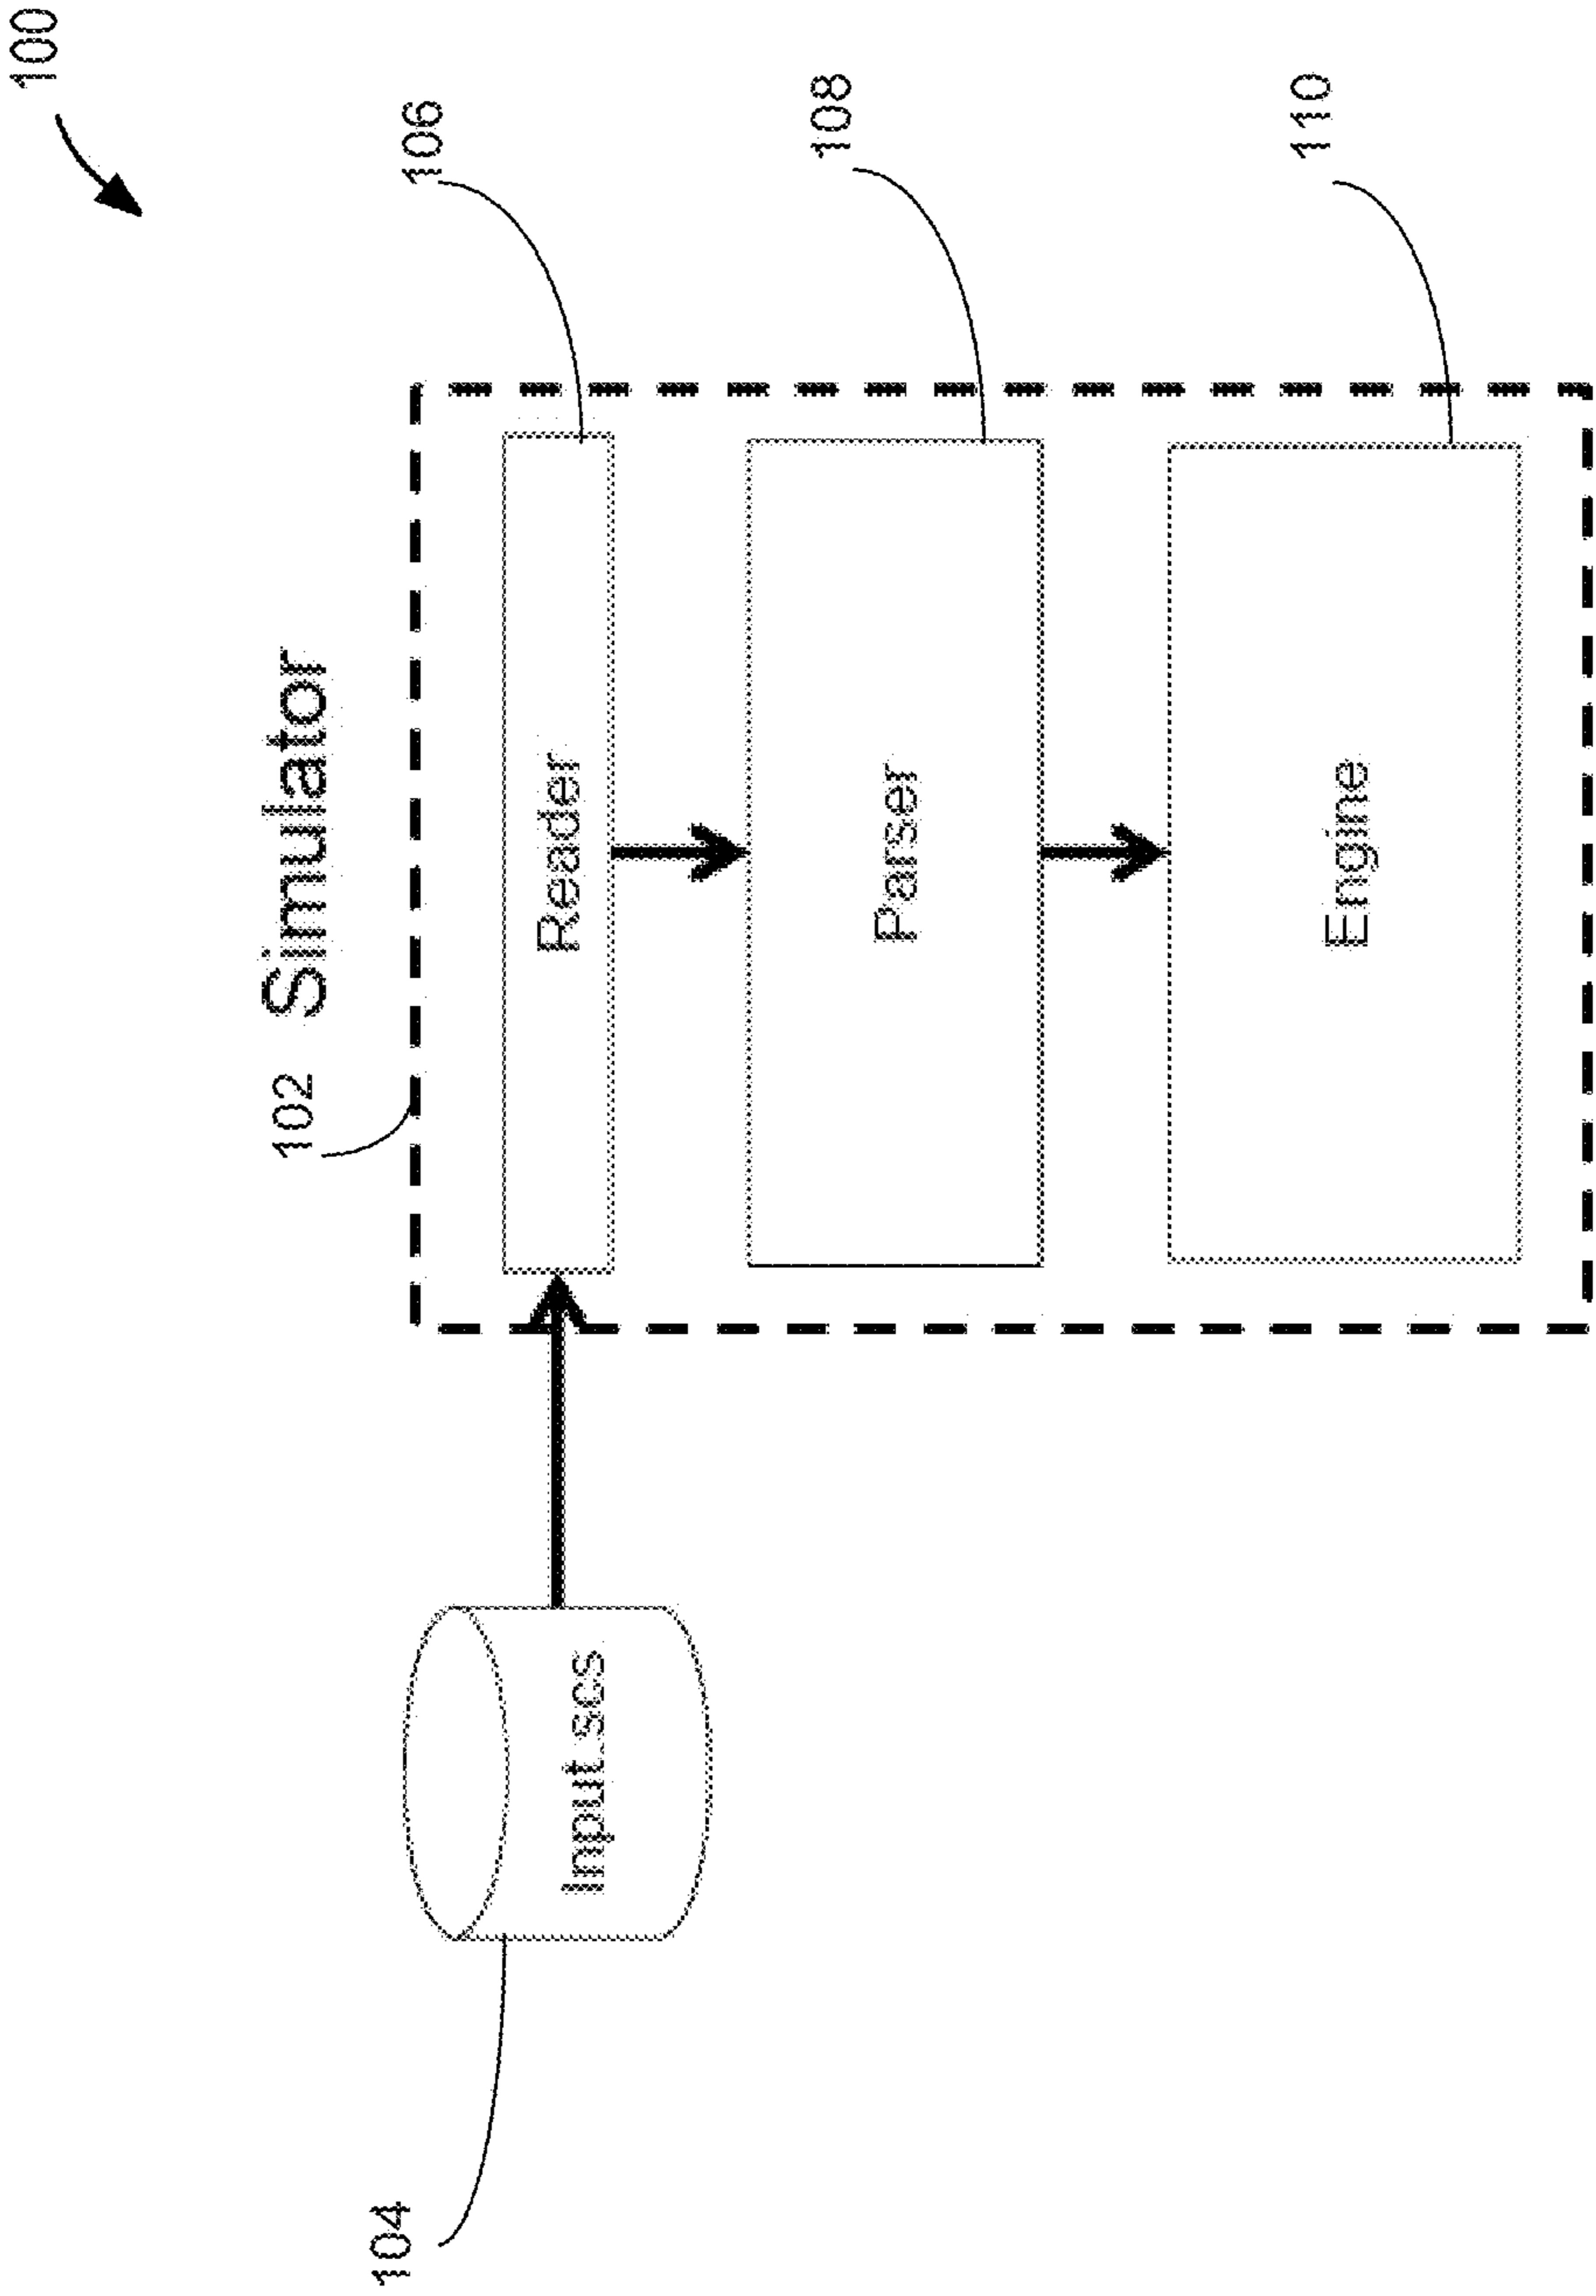 100
102 Simulator
106
Reader
104
Input.scs
108
Parser
110
Engine